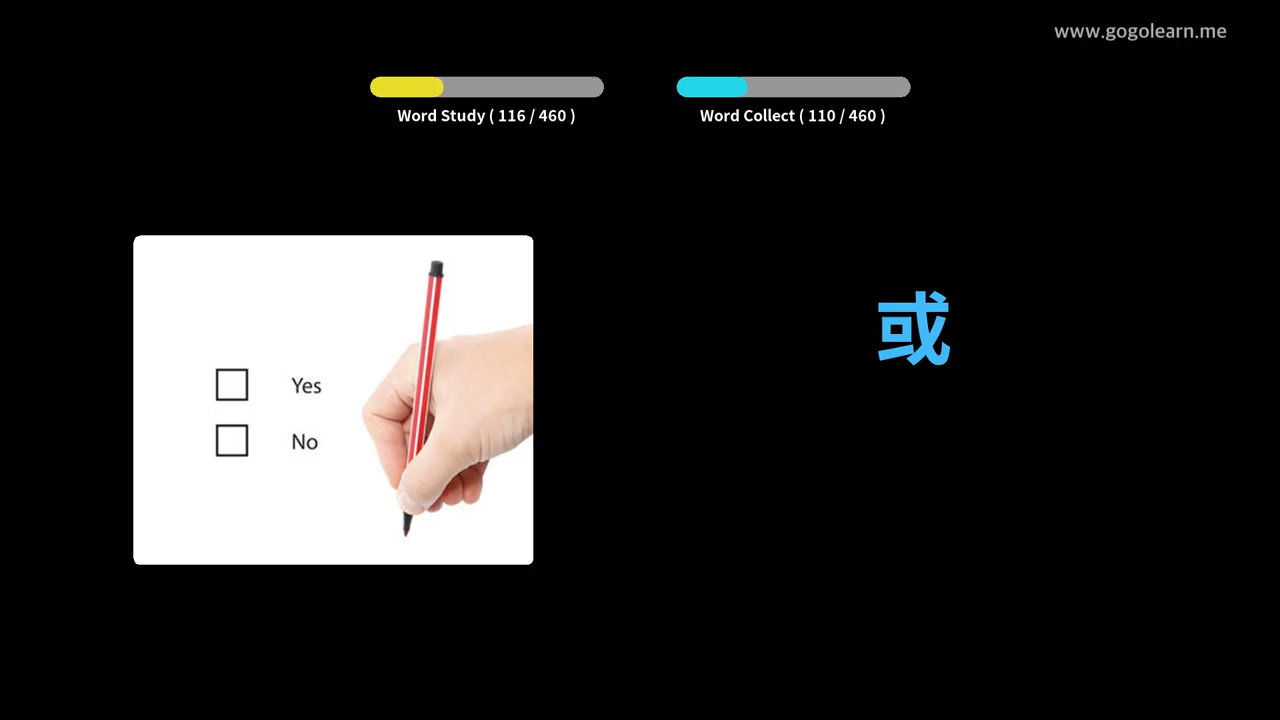 www.gogolearn.me
Word Study ( 116 / 460 )
Word Collect ( 110 / 460 )
或
Yes
No